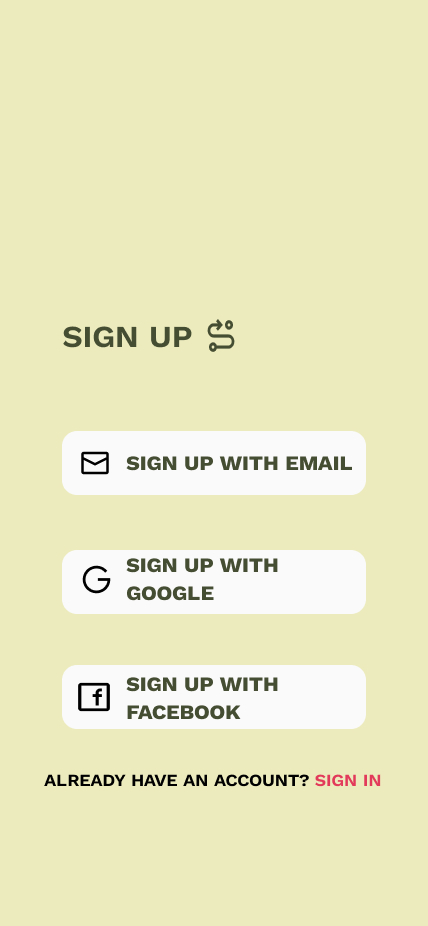 SIGN UP
SIGN UP WITH EMAIL
SIGN UP WITH
GOOGLE
SIGN UP WITH
FACEBOOK
ALREADY HAVE AN ACCOUNT? SIGN IN